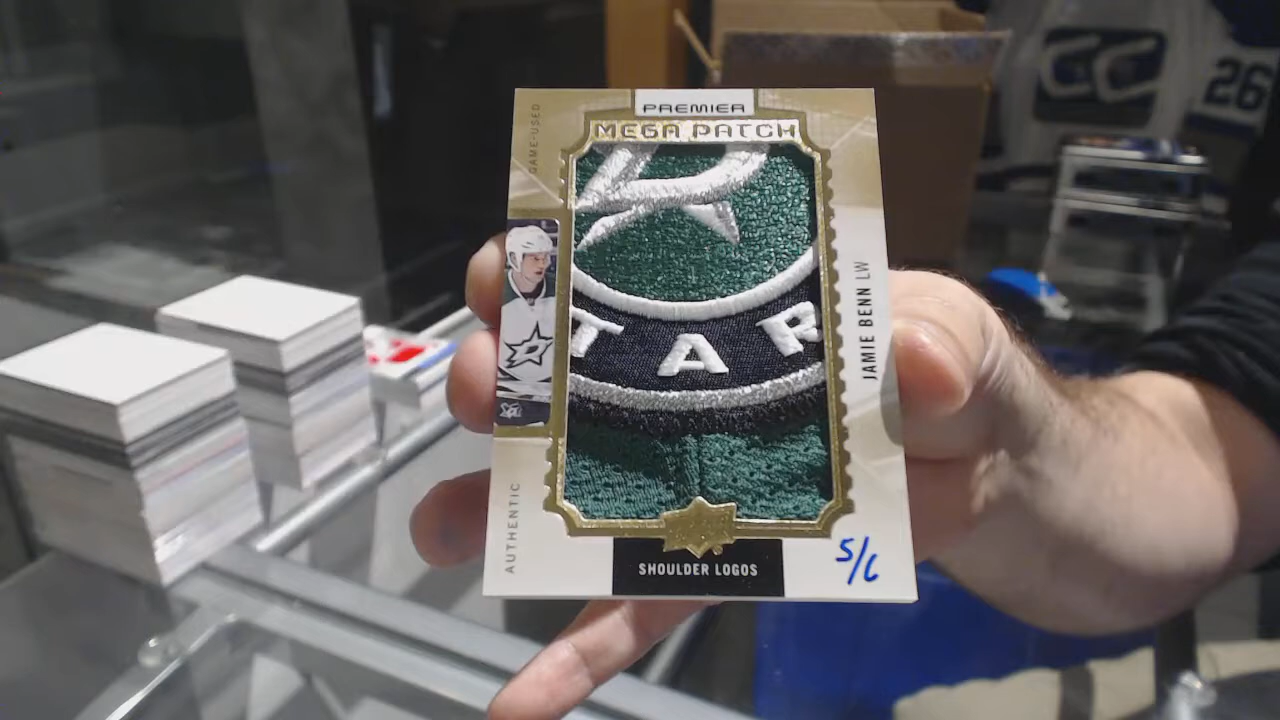 PREMIER
MEGA PATCH
GAME-USED
TAR
JAMIE BENN LW
AUTHENTIC
SHOULDER LOGOS
5/6
26